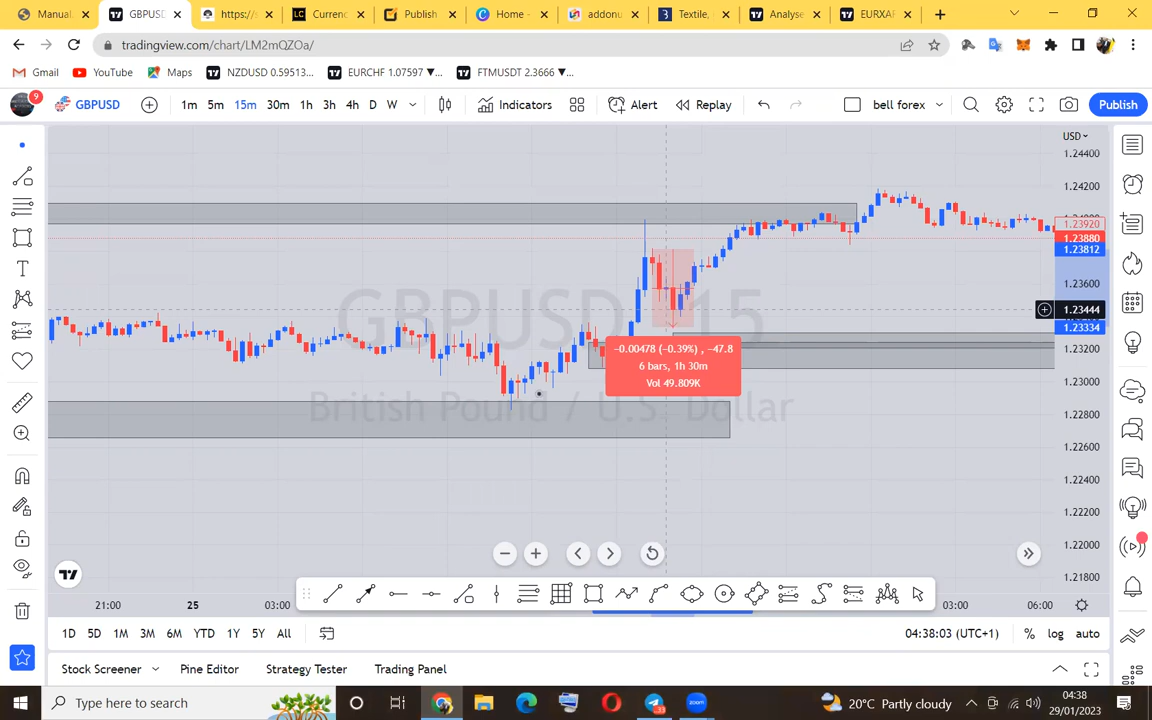 Manual.
GBPUSD
https://s
Currenc
Publish
Home -
addonu
Textile,
Analyse
EURXAF
tradingview.com/chart/LM2mQZOa/
Gmail
YouTube
Maps
NZDUSD 0.59513...
EURCHF 1.07597 ▼...
FTMUSDT 2.3666 ▼...
9
GBPUSD
1m 5m 15m 30m 1h 3h 4h D W
Indicators
Alert
Replay
bell forex
Publish
USD
1.24400
1.24200
1.23920
1.23880
1.23812
1.23600
1.23444
1.23334
1.23200
1.23000
1.22800
1.22600
1.22400
1.22200
1.22000
1.21800
GBPUSD, 15
British Pound / U.S. Dollar
−0.00478 (−0.39%) , −47.8
6 bars, 1h 30m
Vol 49.809K
21:00
25
03:00
03:00
06:00
1D 5D 1M 3M 6M YTD 1Y 5Y All
04:38:03 (UTC+1)
% log auto
Stock Screener
Pine Editor
Strategy Tester
Trading Panel
Type here to search
20°C Partly cloudy
04:38
29/01/2023